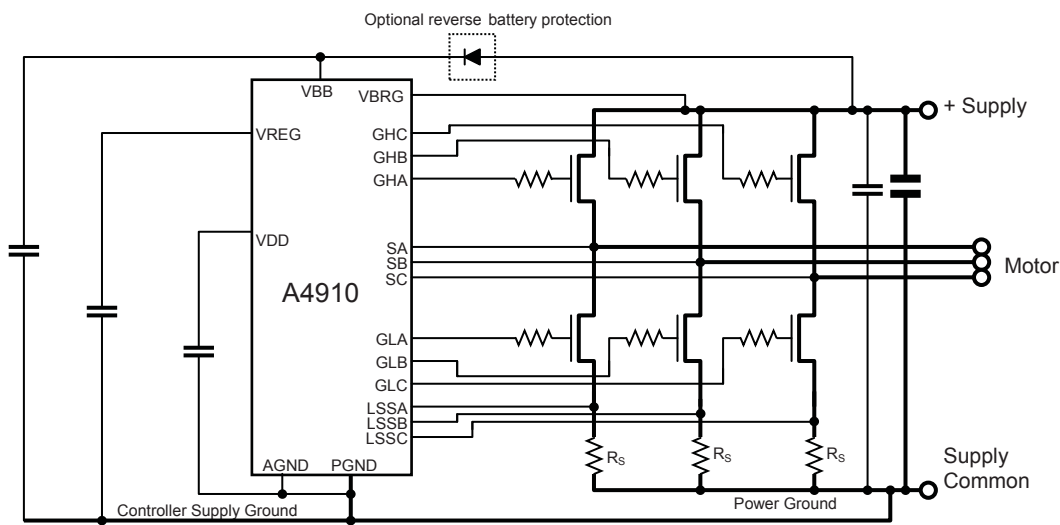 Optional reverse battery protection
VBB
VBRG
+ Supply
VREG
GHC
GHB
GHA
VDD
SA
SB
SC
Motor
A4910
GLA
GLB
GLC
LSSA
LSSB
LSSC
RS
RS
RS
AGND
PGND
Supply
Common
Controller Supply Ground
Power Ground